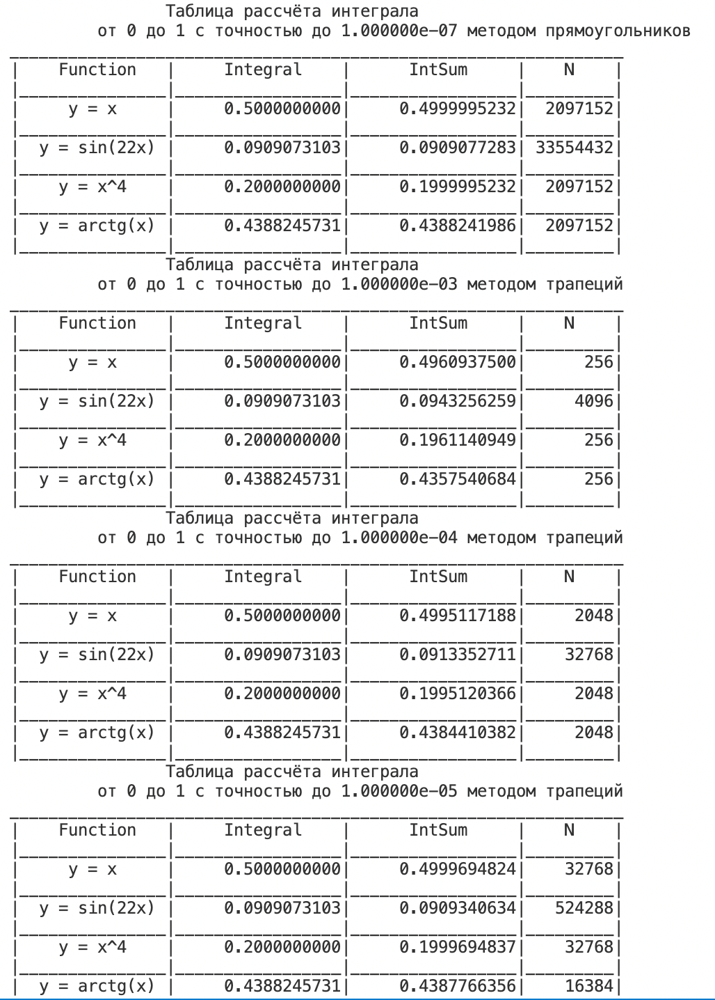 Таблица рассчёта интеграла
от 0 до 1 с точностью до 1.000000e-07 методом прямоугольников
| Function | Integral | IntSum | N |
| y = x | 0.5000000000| 0.4999995232| 2097152|
| y = sin(22x) | 0.0909073103| 0.0909077283| 33554432|
| y = x^4 | 0.2000000000| 0.1999995232| 2097152|
| y = arctg(x) | 0.4388245731| 0.4388241986| 2097152|
Таблица рассчёта интеграла
от 0 до 1 с точностью до 1.000000e-03 методом трапеций
| Function | Integral | IntSum | N |
| y = x | 0.5000000000| 0.4960937500| 256|
| y = sin(22x) | 0.0909073103| 0.0943256259| 4096|
| y = x^4 | 0.2000000000| 0.1961140949| 256|
| y = arctg(x) | 0.4388245731| 0.4357540684| 256|
Таблица рассчёта интеграла
от 0 до 1 с точностью до 1.000000e-04 методом трапеций
| Function | Integral | IntSum | N |
| y = x | 0.5000000000| 0.4995117188| 2048|
| y = sin(22x) | 0.0909073103| 0.0913352711| 32768|
| y = x^4 | 0.2000000000| 0.1995120366| 2048|
| y = arctg(x) | 0.4388245731| 0.4384410382| 2048|
Таблица рассчёта интеграла
от 0 до 1 с точностью до 1.000000e-05 методом трапеций
| Function | Integral | IntSum | N |
| y = x | 0.5000000000| 0.4999694824| 32768|
| y = sin(22x) | 0.0909073103| 0.0909340634| 524288|
| y = x^4 | 0.2000000000| 0.1999694837| 32768|
| y = arctg(x) | 0.4388245731| 0.4387766356| 16384|